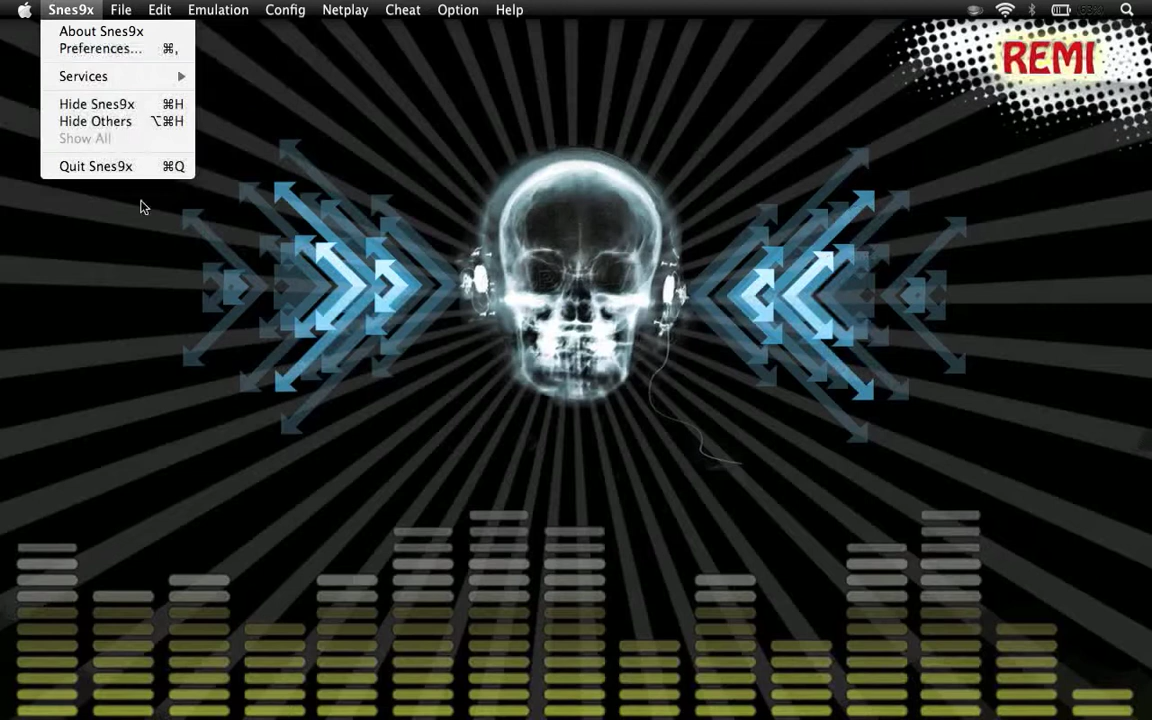 Snes9x File Edit Emulation Config Netplay Cheat Option Help
About Snes9x
Preferences... ⌘,
Services
Hide Snes9x ⌘H
Hide Others ⌥⌘H
Show All
Quit Snes9x ⌘Q
REMI